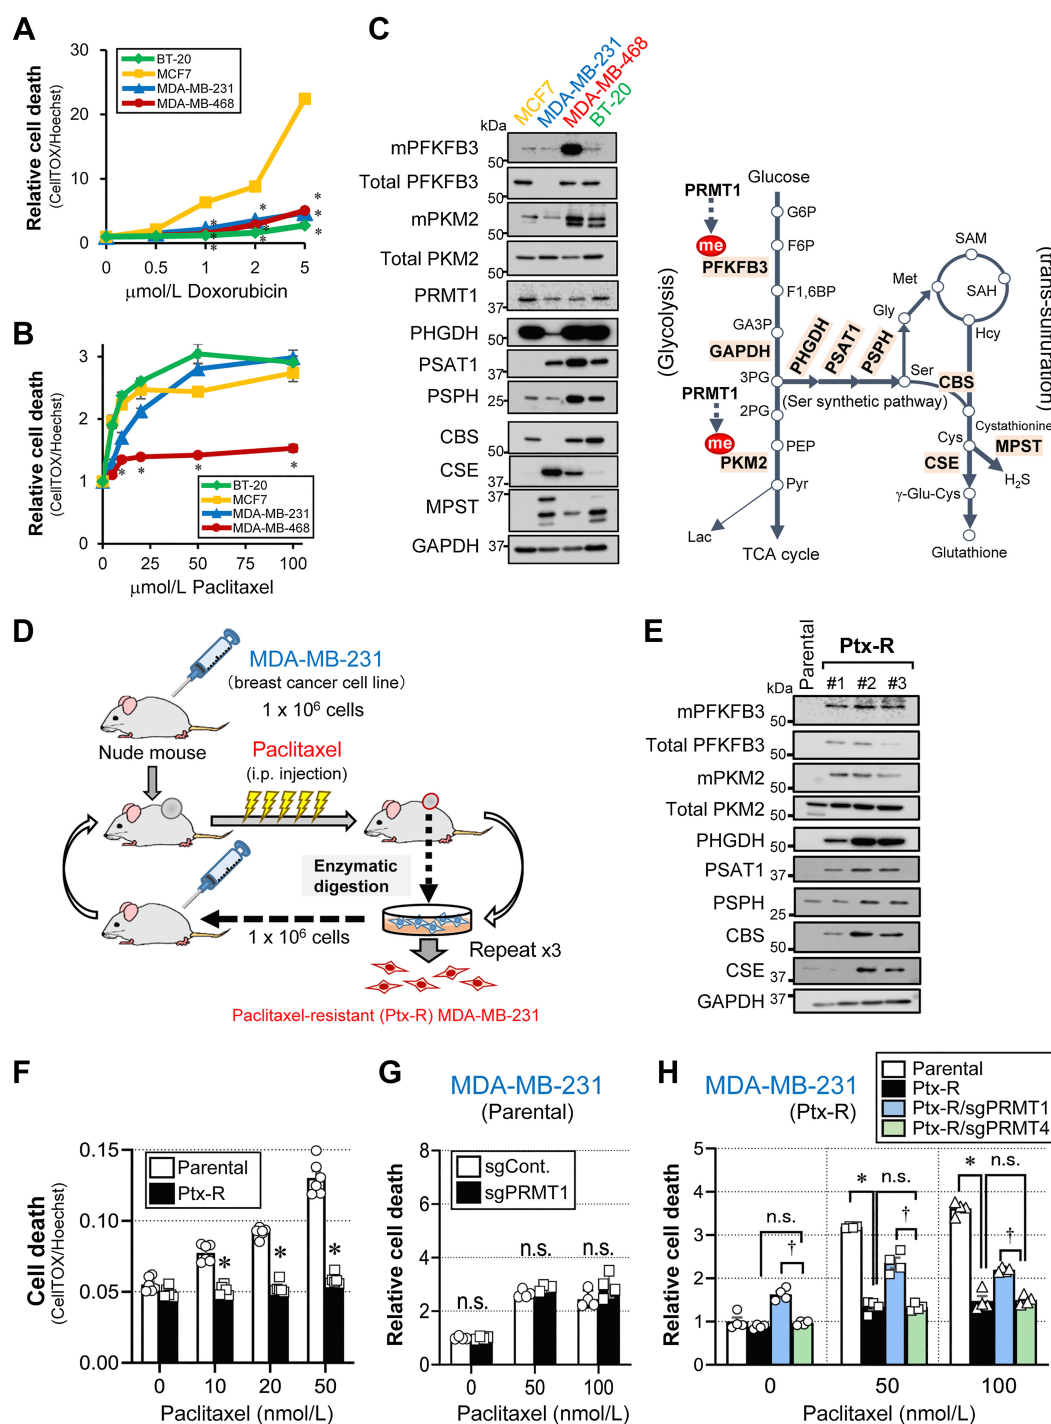 A
30
20
10
0
BT-20
MCF7
MDA-MB-231
MDA-MB-468
Relative cell death
(CellTOX/Hoechst)
0 0.5 1 2 5
μmol/L Doxorubicin
* * * * * * * * *
B
3
2
1
0
Relative cell death
(CellTOX/Hoechst)
* * * *
BT-20
MCF7
MDA-MB-231
MDA-MB-468
0 25 50 75 100
μmol/L Paclitaxel
C
MCF7
MDA-MB-231
MDA-MB-468
BT-20
kDa
mPFKFB3 50
Total PFKFB3 50
mPKM2 50
Total PKM2 50
PRMT1 37
PHGDH 50
PSAT1 37
PSPH 25
CBS 50
CSE 37
MPST 37
GAPDH 37
Glucose
PRMT1
G6P
me
F6P
PFKFB3
F1,6BP
(Glycolysis)
GA3P
GAPDH
3PG
PHGDH
PSAT1
PSPH
(Ser synthetic pathway)
PRMT1
2PG
me
PEP
PKM2
Pyr
Lac
TCA cycle
SAM
Met
SAH
Gly
Hcy
Ser
CBS
(trans-sulfuration)
Cystathionine
Cys
MPST
CSE
H2S
γ-Glu-Cys
Glutathione
D
MDA-MB-231
(breast cancer cell line)
1 x 10⁶ cells
Nude mouse
Paclitaxel
(i.p. injection)
Enzymatic
digestion
1 x 10⁶ cells
Repeat x3
Paclitaxel-resistant (Ptx-R) MDA-MB-231
E
Parental
Ptx-R
kDa #1 #2 #3
mPFKFB3 50
Total PFKFB3 50
mPKM2 50
Total PKM2 50
PHGDH 50
PSAT1 37
PSPH 25
CBS 50
CSE 37
GAPDH 37
F
0.15
0.10
0.05
0.00
Cell death
(CellTOX/Hoechst)
Parental
Ptx-R
* * *
0 10 20 50
Paclitaxel (nmol/L)
G
MDA-MB-231
(Parental)
8
6
4
2
0
Relative cell death
sgCont.
sgPRMT1
n.s. n.s. n.s.
0 50 100
Paclitaxel (nmol/L)
H
MDA-MB-231
(Ptx-R)
Parental
Ptx-R
Ptx-R/sgPRMT1
Ptx-R/sgPRMT4
5
4
3
2
1
0
Relative cell death
n.s.
†
* n.s.
†
* n.s.
†
0 50 100
Paclitaxel (nmol/L)